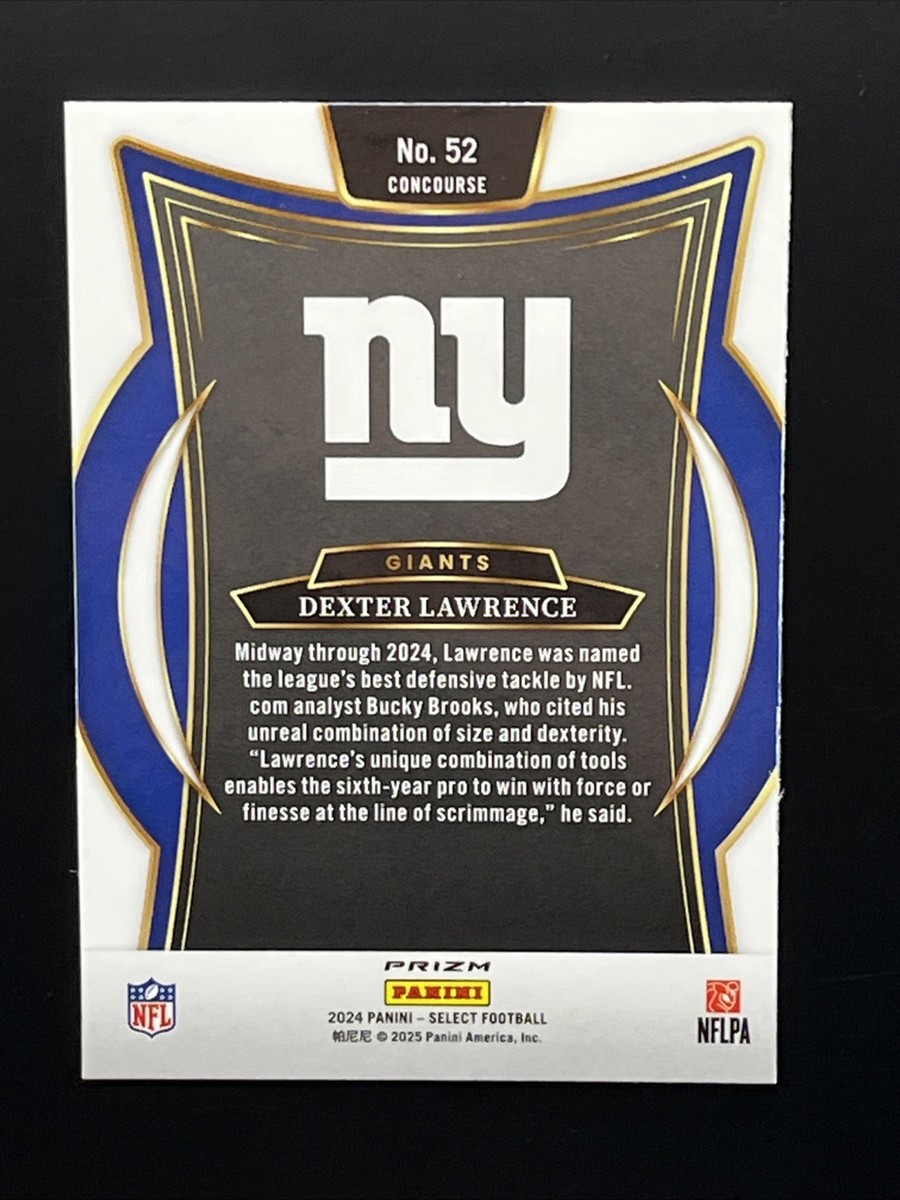 No. 52
CONCOURSE
ny
GIANTS
DEXTER LAWRENCE
Midway through 2024, Lawrence was named
the league's best defensive tackle by NFL.
com analyst Bucky Brooks, who cited his
unreal combination of size and dexterity.
“Lawrence's unique combination of tools
enables the sixth-year pro to win with force or
finesse at the line of scrimmage,” he said.
PRIZM
PANINI
NFL
2024 PANINI – SELECT FOOTBALL
帕尼尼 © 2025 Panini America, Inc.
NFLPA